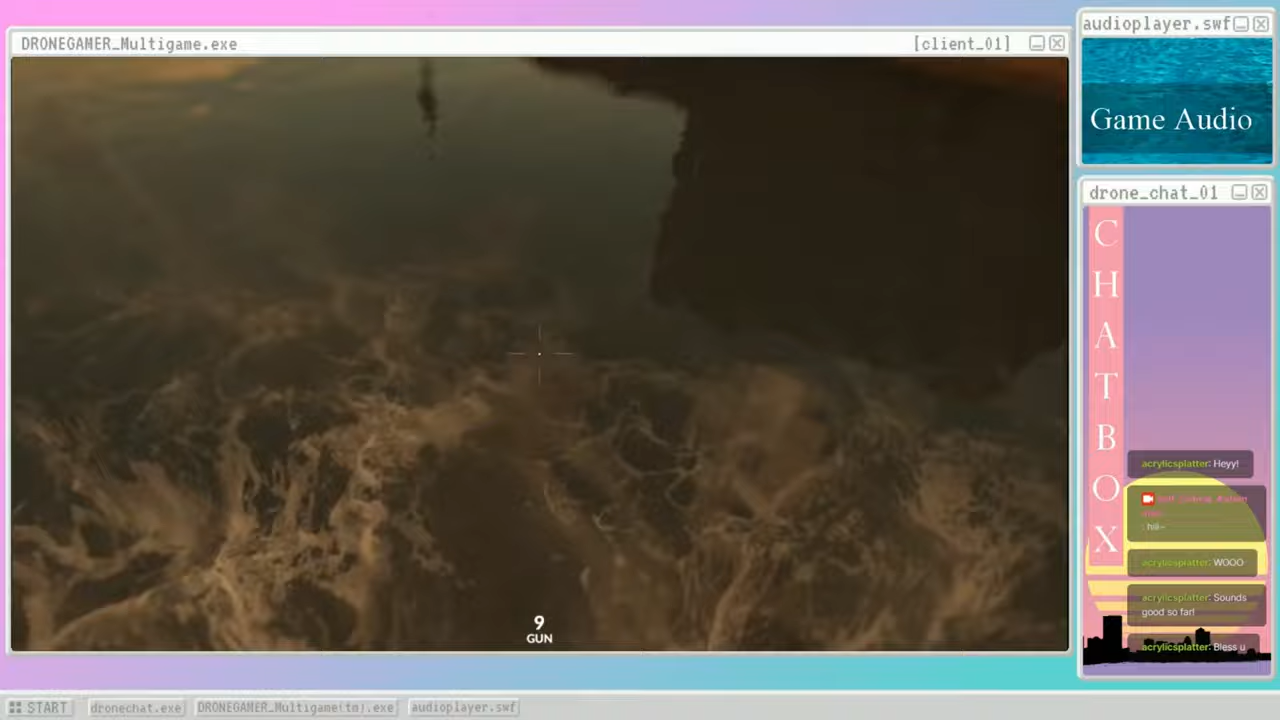 DRONEGAMER_Multigame.exe
[client_01]
audioplayer.swf
Game Audio
drone_chat_01
CHATBOX
acrylicsplatter: Heyy!
: hiii~
acrylicsplatter: WOOO
acrylicsplatter: Sounds
good so far!
acrylicsplatter: Bless u
9
GUN
START
dronechat.exe
DRONEGAMER_Multigame(tm).exe
audioplayer.swf